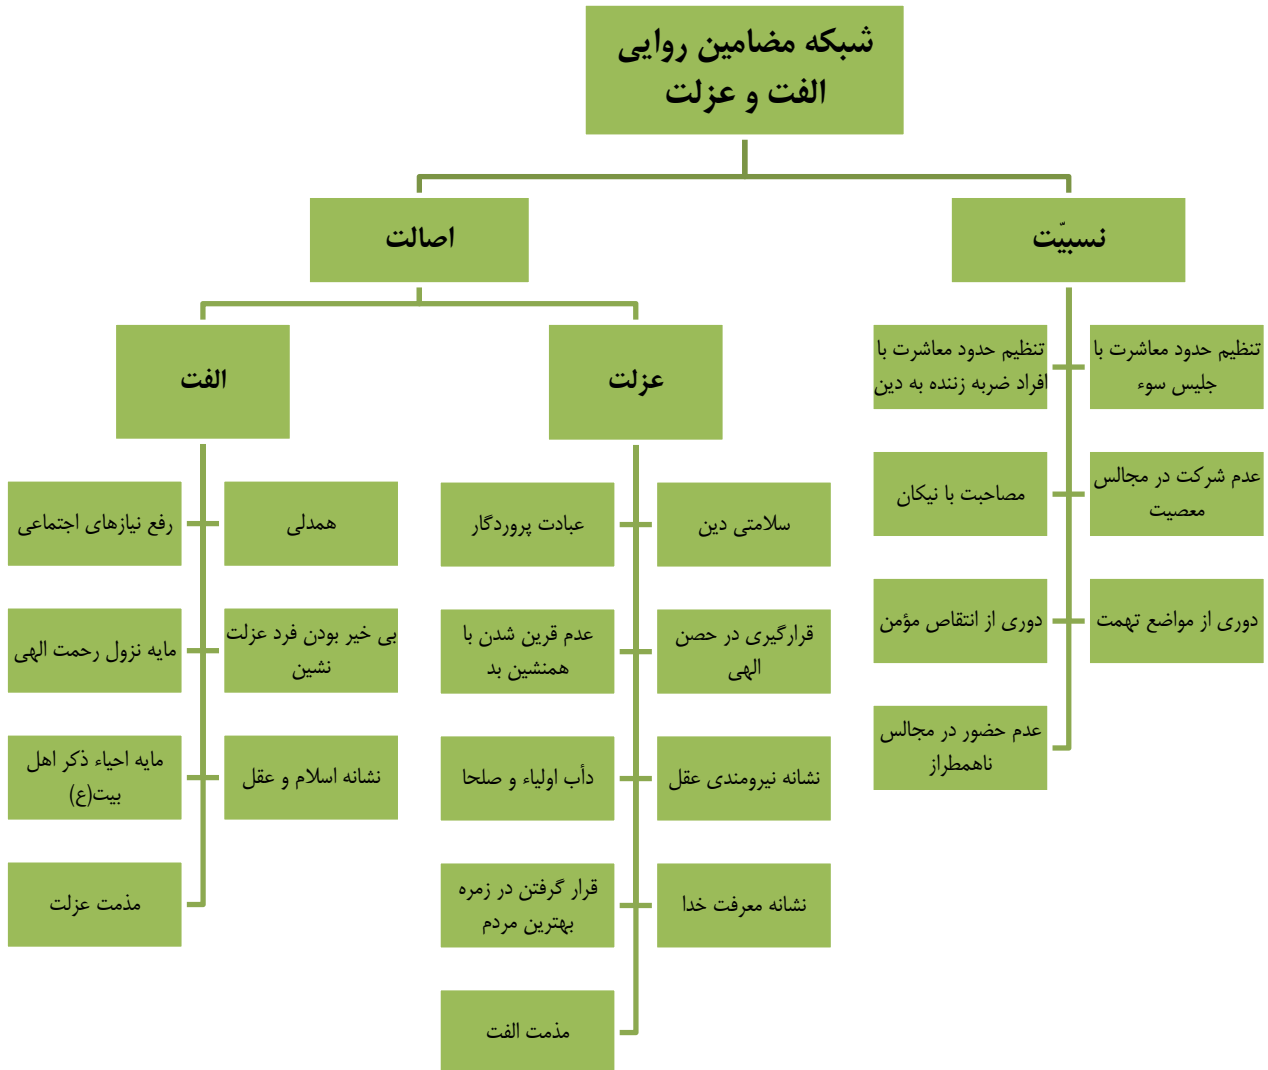 شبکه مضامین روایی
الفت و عزلت
نسبیّت
اصالت
تنظیم حدود معاشرت با
جلیس سوء
تنظیم حدود معاشرت با
افراد ضربه زننده به دین
عدم شرکت در مجالس
معصیت
مصاحبت با نیکان
دوری از مواضع تهمت
دوری از انتقاص مؤمن
عدم حضور در مجالس
ناهمطراز
عزلت
سلامتی دین
عبادت پروردگار
قرارگیری در حصن
الهی
عدم قرین شدن با
همنشین بد
نشانه نیرومندی عقل
دأب اولیاء و صلحا
نشانه معرفت خدا
قرار گرفتن در زمره
بهترین مردم
مذمت الفت
الفت
همدلی
رفع نیازهای اجتماعی
بی خیر بودن فرد عزلت
نشین
مایه نزول رحمت الهی
نشانه اسلام و عقل
مایه احیاء ذکر اهل
بیت(ع)
مذمت عزلت